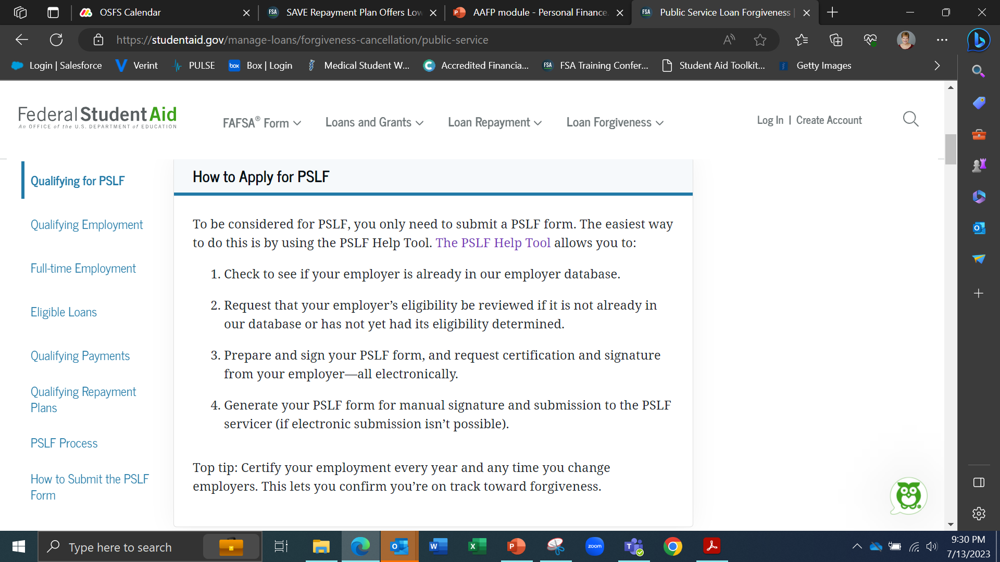 OSFS Calendar
SAVE Repayment Plan Offers Low
AAFP module - Personal Finance.
Public Service Loan Forgiveness |
https://studentaid.gov/manage-loans/forgiveness-cancellation/public-service
Login | Salesforce
Verint
PULSE
box
Box | Login
Medical Student W...
Accredited Financia...
FSA
FSA Training Confer...
Student Aid Toolkit...
Getty Images
Federal Student Aid
An OFFICE of the U.S. DEPARTMENT of EDUCATION
FAFSA® Form
Loans and Grants
Loan Repayment
Loan Forgiveness
Log In | Create Account
Qualifying for PSLF
Qualifying Employment
Full-time Employment
Eligible Loans
Qualifying Payments
Qualifying Repayment
Plans
PSLF Process
How to Submit the PSLF
Form
How to Apply for PSLF
To be considered for PSLF, you only need to submit a PSLF form. The easiest way
to do this is by using the PSLF Help Tool. The PSLF Help Tool allows you to:
1. Check to see if your employer is already in our employer database.
2. Request that your employer’s eligibility be reviewed if it is not already in
our database or has not yet had its eligibility determined.
3. Prepare and sign your PSLF form, and request certification and signature
from your employer—all electronically.
4. Generate your PSLF form for manual signature and submission to the PSLF
servicer (if electronic submission isn’t possible).
Top tip: Certify your employment every year and any time you change
employers. This lets you confirm you’re on track toward forgiveness.
Type here to search
zoom
9:30 PM
7/13/2023